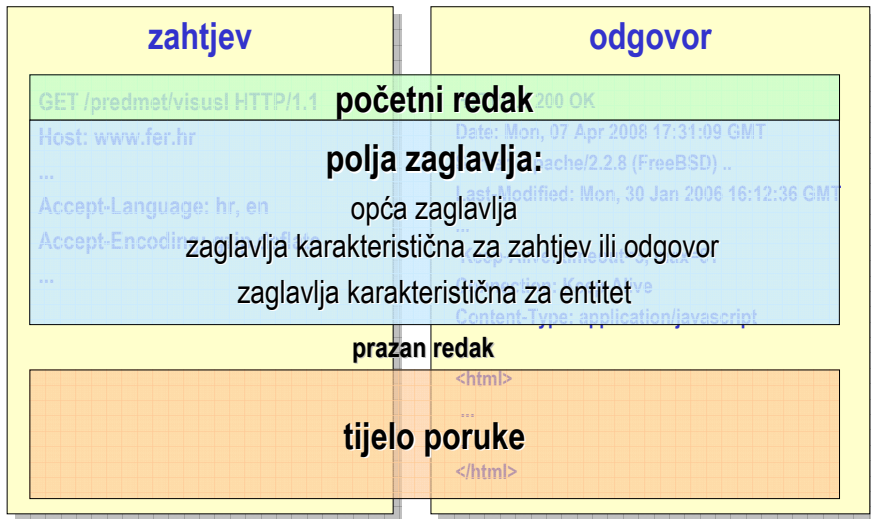 zahtjev
GET /predmet/visusl HTTP/1.1
Host: www.fer.hr
...
Accept-Language: hr, en
Accept-Encoding:
...
odgovor
200 OK
Date: Mon, 07 Apr 2008 17:31:09 GMT
Apache/2.2.8 (FreeBSD) ..
Last-Modified: Mon, 30 Jan 2006 16:12:36 GMT
...
Connection: Keep-Alive
Content-Type: application/javascript
<html>
...
</html>
početni redak
polja zaglavlja:
opća zaglavlja
zaglavlja karakteristična za zahtjev ili odgovor
zaglavlja karakteristična za entitet
prazan redak
tijelo poruke